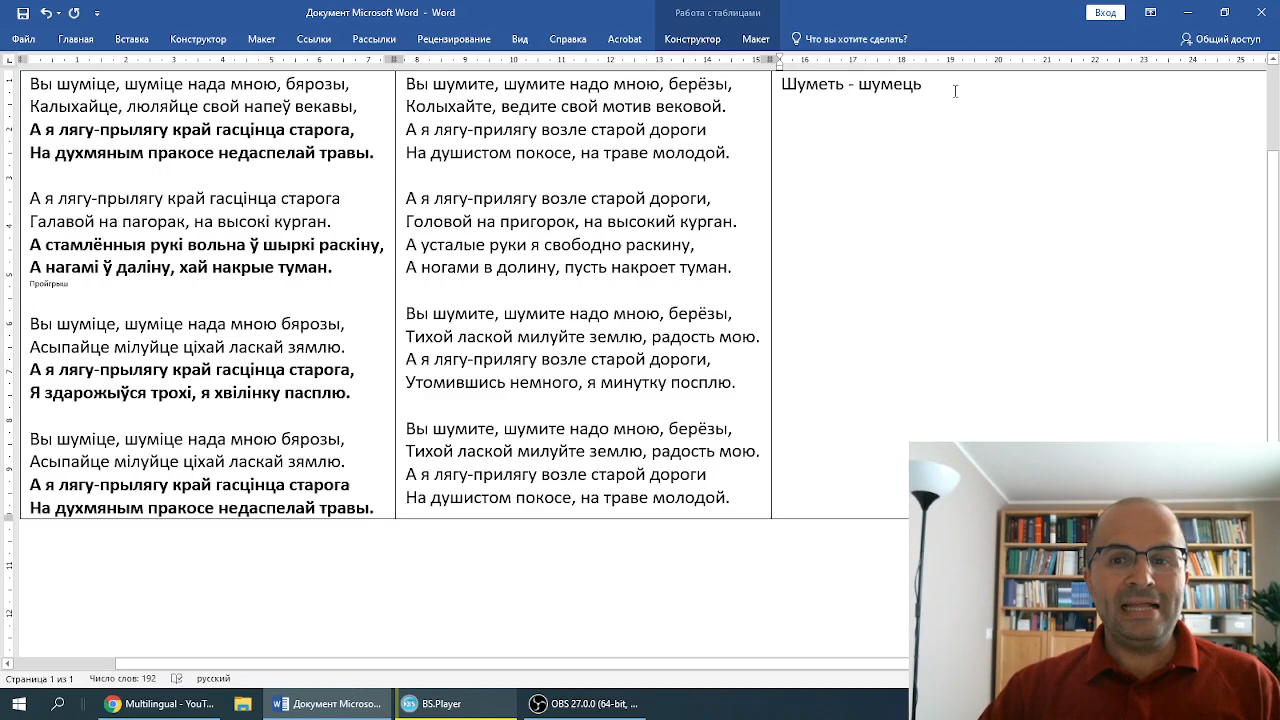 Документ Microsoft Word - Word
Работа с таблицами
Вход
Файл
Главная
Вставка
Конструктор
Макет
Ссылки
Рассылки
Рецензирование
Вид
Справка
Acrobat
Конструктор
Макет
Что вы хотите сделать?
Общий доступ
Вы шуміце, шуміце нада мною, бярозы,
Калыхайце, люляйце свой напеў векавы,
А я лягу-прылягу край гасцінца старога,
На духмяным пракосе недаспелай травы.
А я лягу-прылягу край гасцінца старога
Галавой на пагорак, на высокі курган.
А стамлённыя рукі вольна ў шыркі раскіну,
А нагамі ў даліну, хай накрые туман.
Пройгрыш
Вы шуміце, шуміце нада мною бярозы,
Асыпайце мілуйце ціхай ласкай зямлю.
А я лягу-прылягу край гасцінца старога,
Я здарожыўся трохі, я хвілінку пасплю.
Вы шуміце, шуміце нада мною бярозы,
Асыпайце мілуйце ціхай ласкай зямлю.
А я лягу-прылягу край гасцінца старога
На духмяным пракосе недаспелай травы.
Вы шумите, шумите надо мною, берёзы,
Колыхайте, ведите свой мотив вековой.
А я лягу-прилягу возле старой дороги
На душистом покосе, на траве молодой.
А я лягу-прилягу возле старой дороги,
Головой на пригорок, на высокий курган.
А усталые руки я свободно раскину,
А ногами в долину, пусть накроет туман.
Вы шумите, шумите надо мною, берёзы,
Тихой лаской милуйте землю, радость мою.
А я лягу-прилягу возле старой дороги,
Утомившись немного, я минутку посплю.
Вы шумите, шумите надо мною, берёзы,
Тихой лаской милуйте землю, радость мою.
А я лягу-прилягу возле старой дороги
На душистом покосе, на траве молодой.
Шуметь - шумець
Страница 1 из 1
Число слов: 192
русский
Multilingual - YouT...
Документ Microso...
BS.Player
OBS 27.0.0 (64-bit, ...